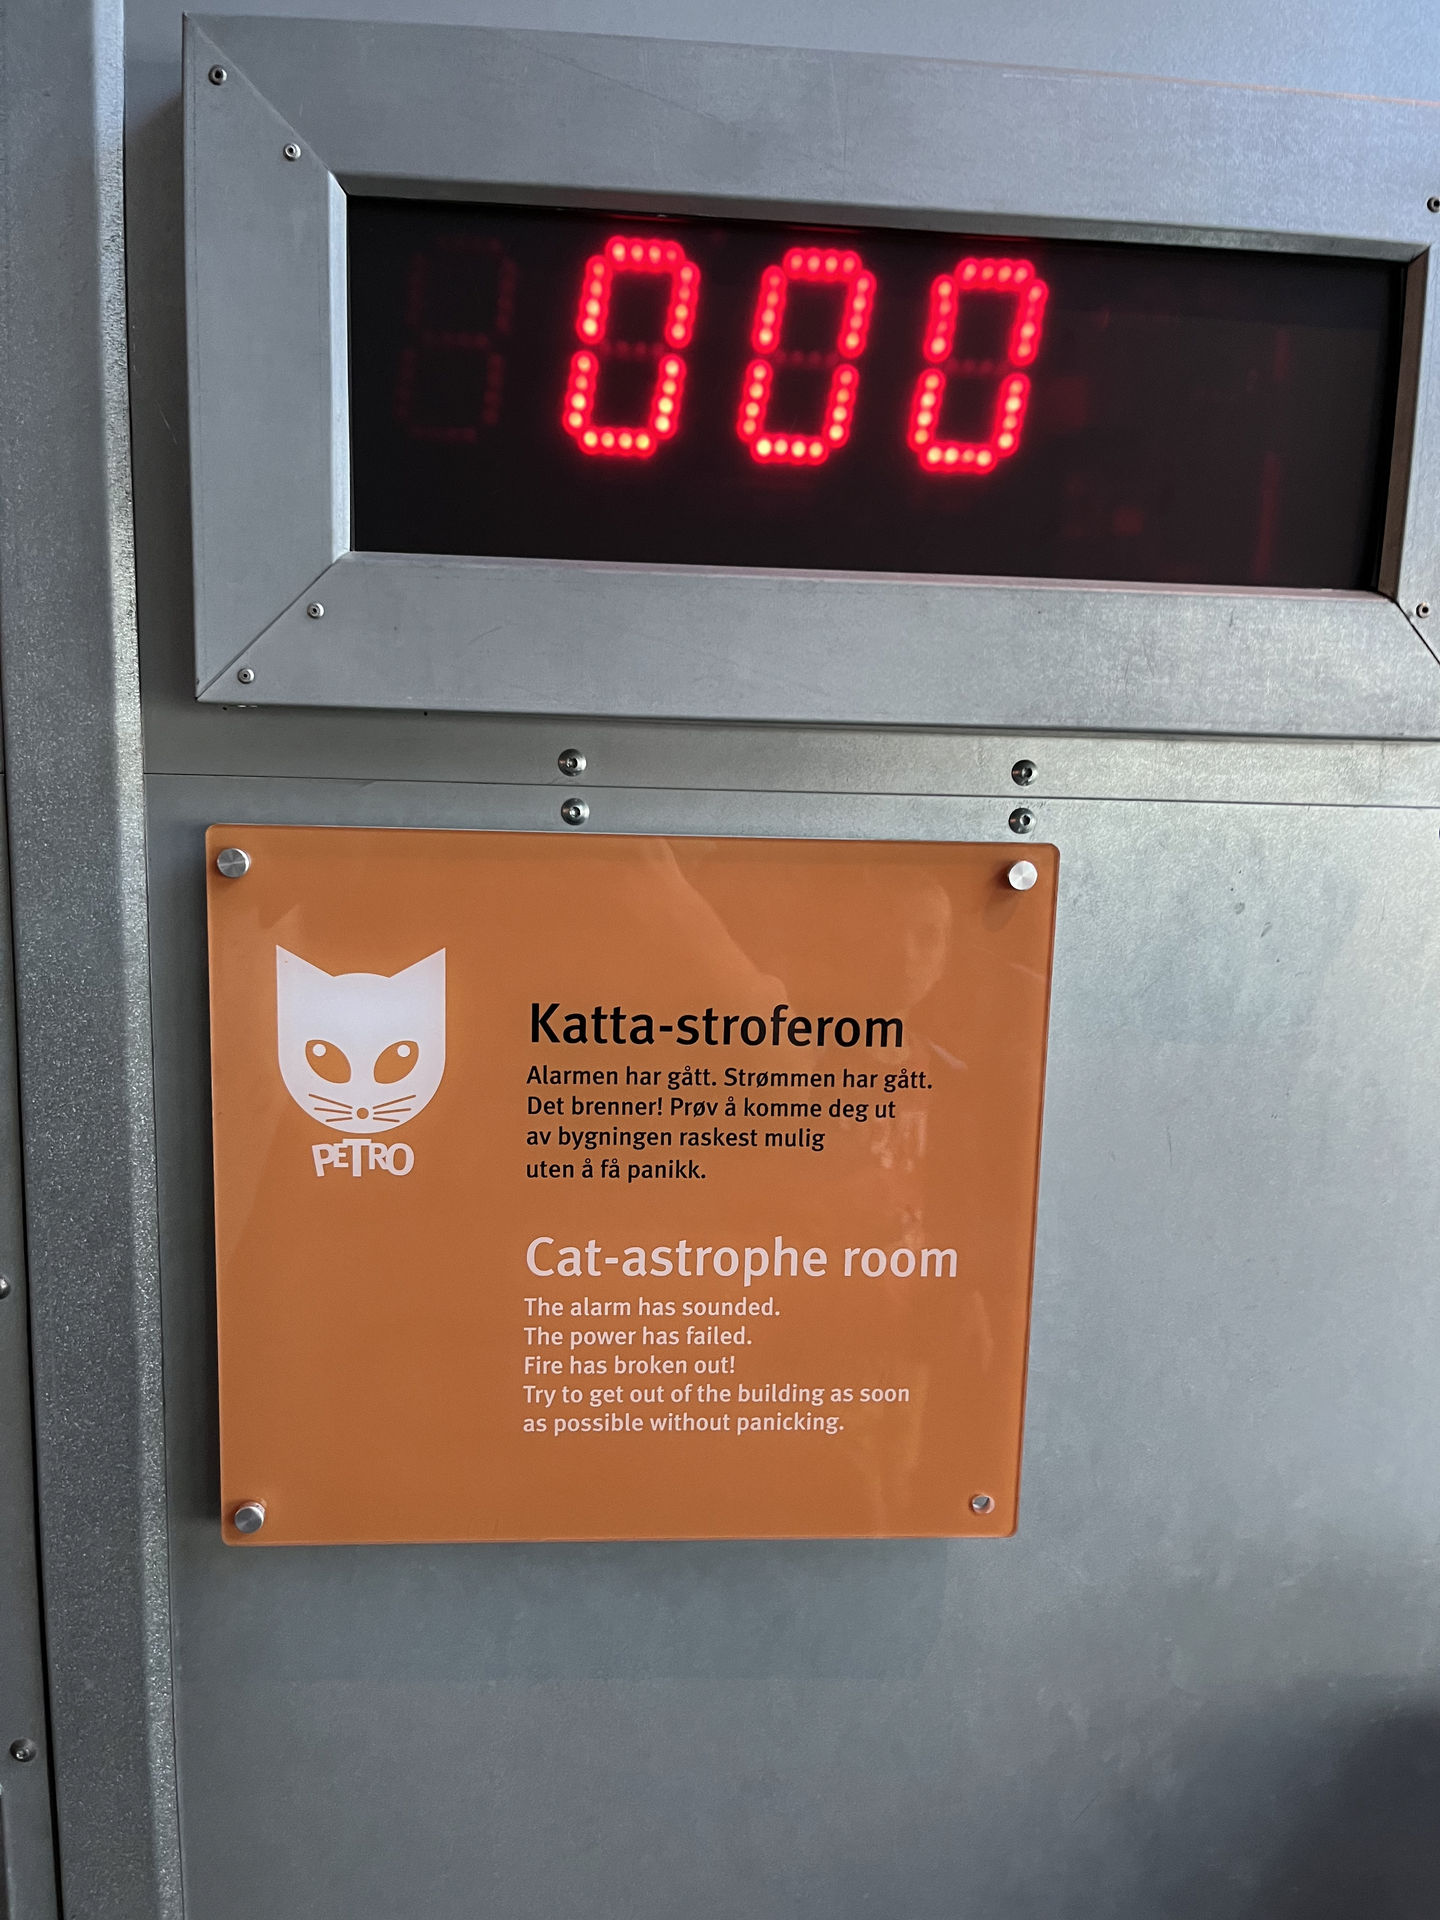 000
PETRO
Katta-stroferom
Alarmen har gått. Strømmen har gått.
Det brenner! Prøv å komme deg ut
av bygningen raskest mulig
uten å få panikk.
Cat-astrophe room
The alarm has sounded.
The power has failed.
Fire has broken out!
Try to get out of the building as soon
as possible without panicking.